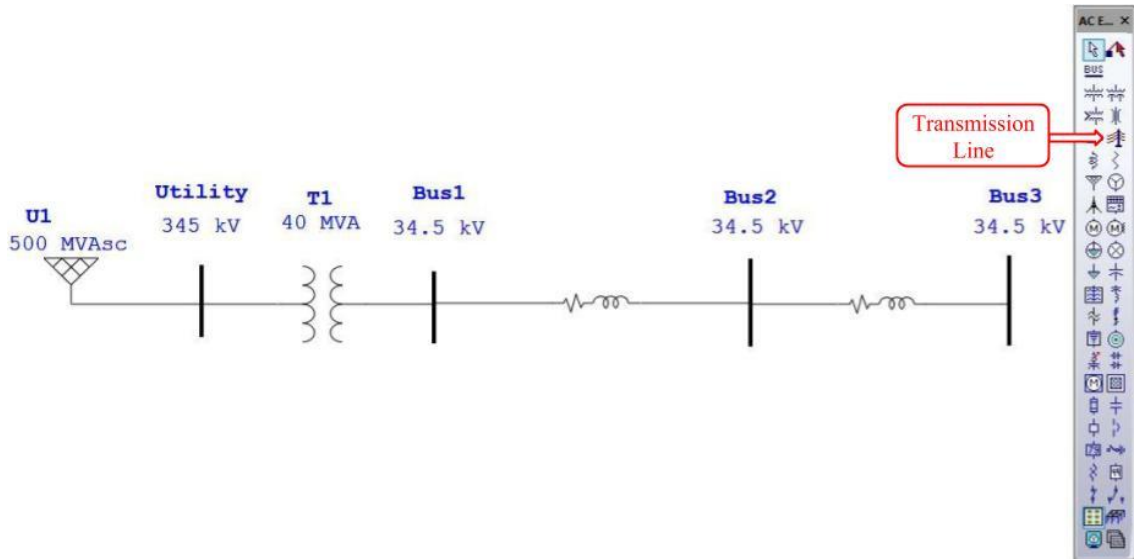 AC E... ×
BUS
Transmission
Line
Utility
345 kV
T1
40 MVA
Bus1
34.5 kV
Bus2
34.5 kV
Bus3
34.5 kV
U1
500 MVAsc